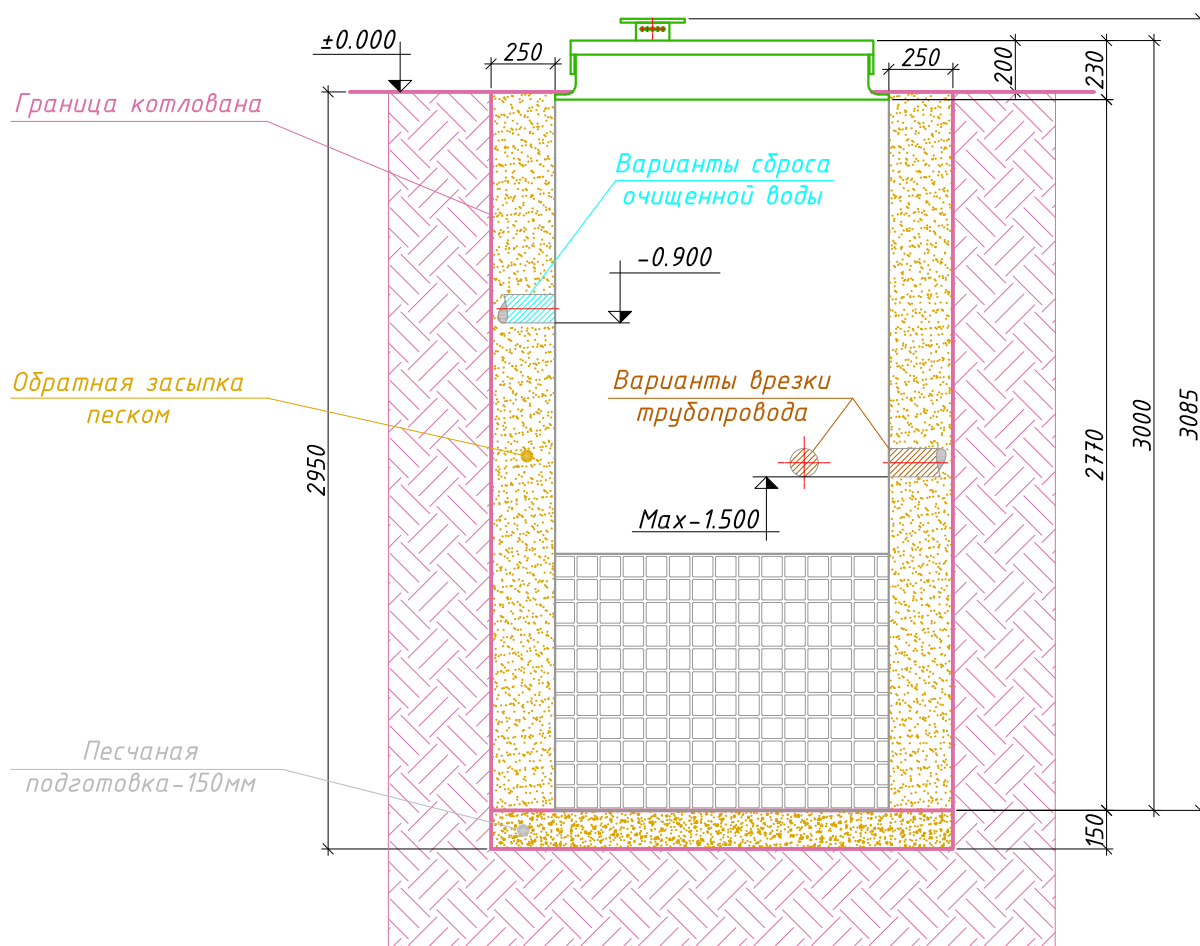 ±0.000
250
250
200
230
Граница котлована
Варианты сброса
очищенной воды
-0.900
Обратная засыпка
песком
Варианты врезки
трубопровода
2950
Max-1.500
2770
3000
3085
Песчаная
подготовка-150мм
150